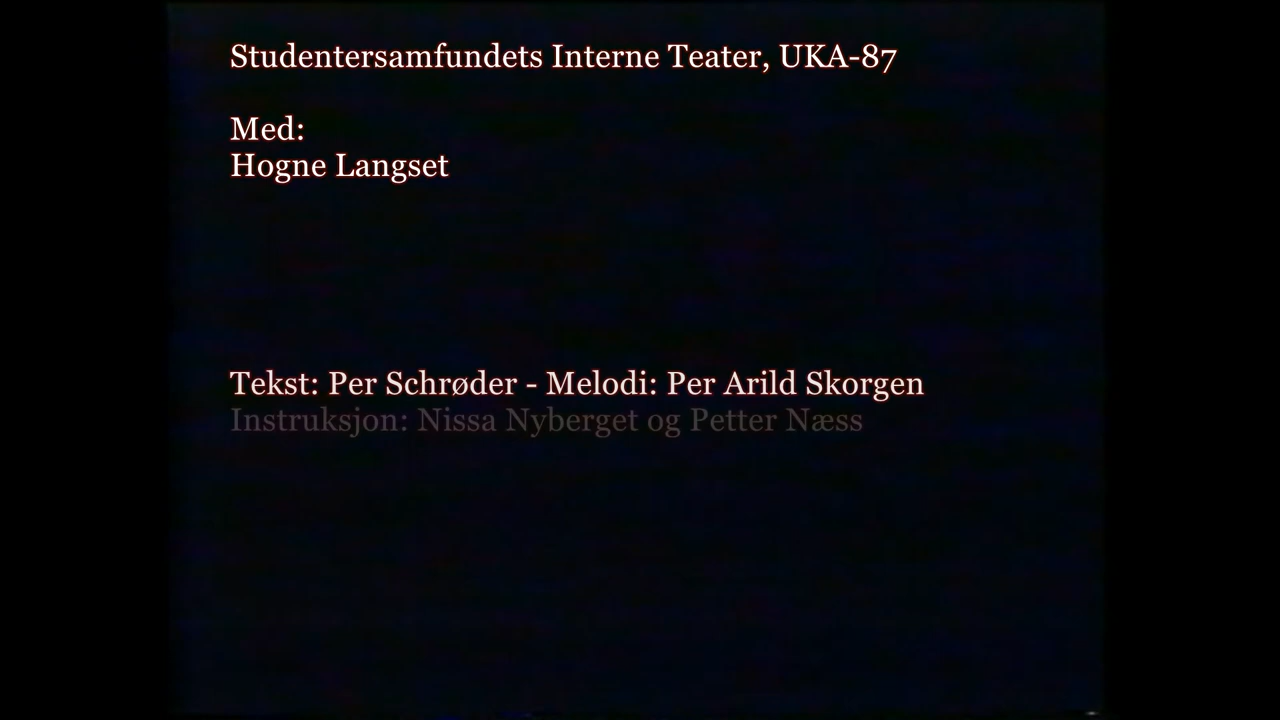 Studentersamfundets Interne Teater, UKA-87
Med:
Hogne Langset
Tekst: Per Schrøder - Melodi: Per Arild Skorgen
Instruksjon: Nissa Nyberget og Petter Næss